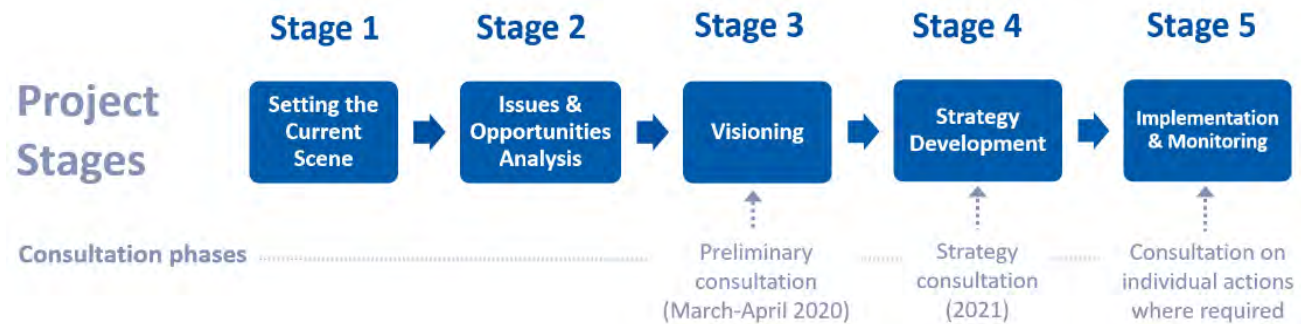 Stage 1
Stage 2
Stage 3
Stage 4
Stage 5
Project
Stages
Setting the
Current
Scene
Issues &
Opportunities
Analysis
Visioning
Strategy
Development
Implementation
& Monitoring
Consultation phases
Preliminary
consultation
(March-April 2020)
Strategy
consultation
(2021)
Consultation on
individual actions
where required